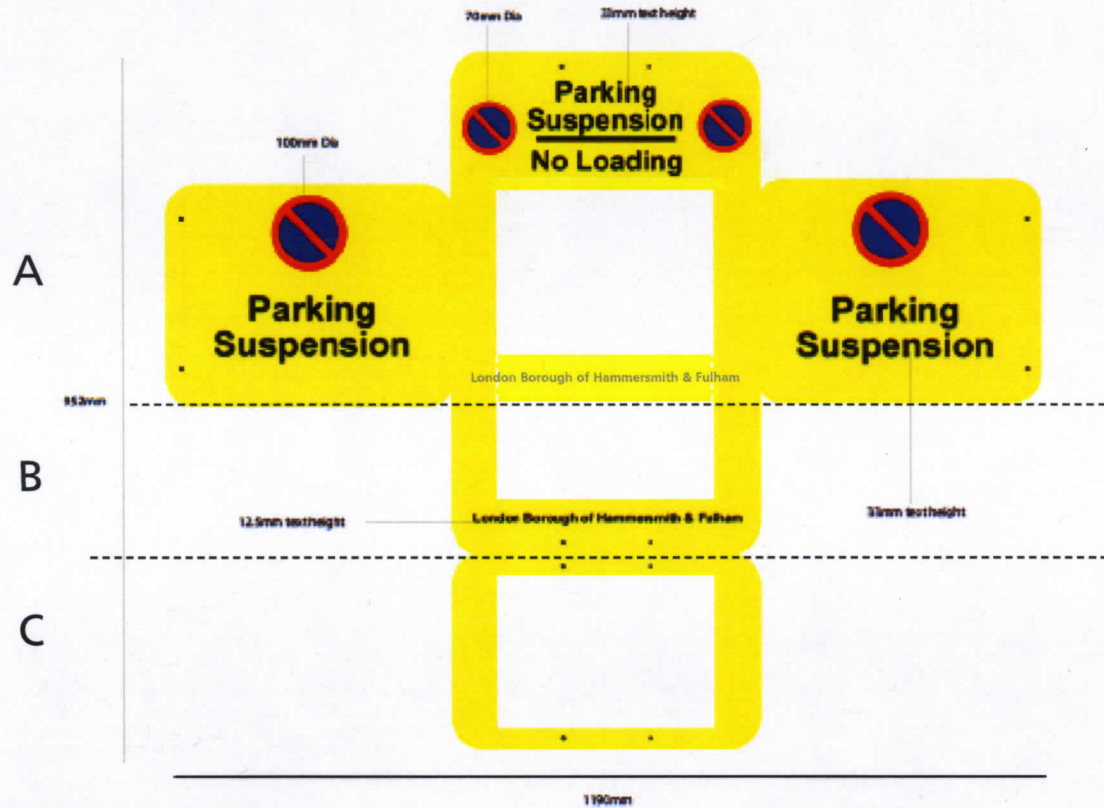 70mm Dia
33mm text height
100mm Dia
Parking
Suspension
No Loading
A
Parking
Suspension
Parking
Suspension
London Borough of Hammersmith & Fulham
952mm
B
12.5mm text height
London Borough of Hammersmith & Fulham
33mm text height
C
1190mm